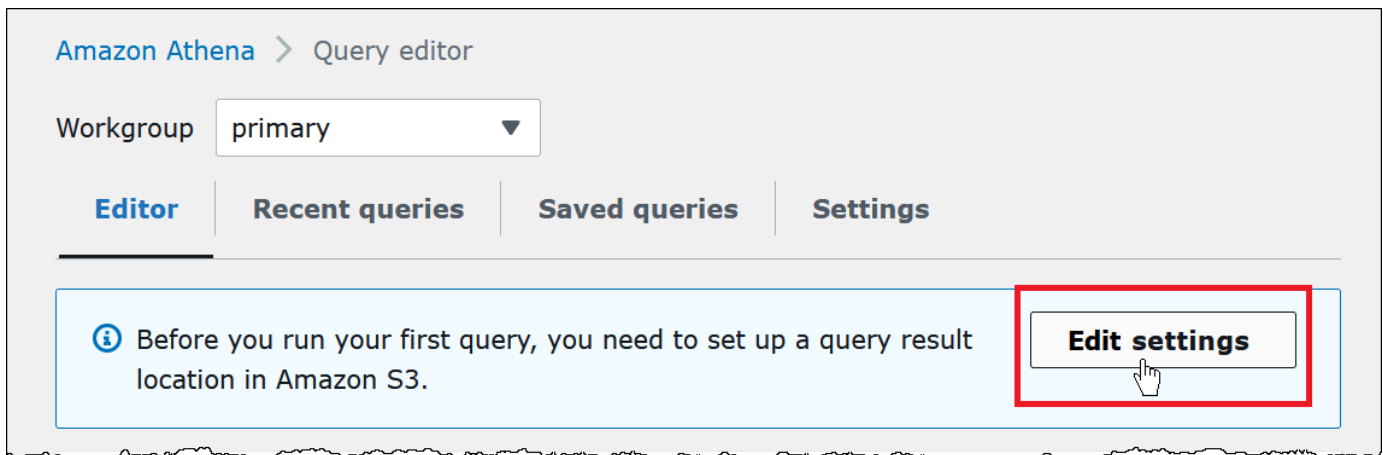 Amazon Athena > Query editor
Workgroup primary
Editor Recent queries Saved queries Settings
Before you run your first query, you need to set up a query result
location in Amazon S3.
Edit settings